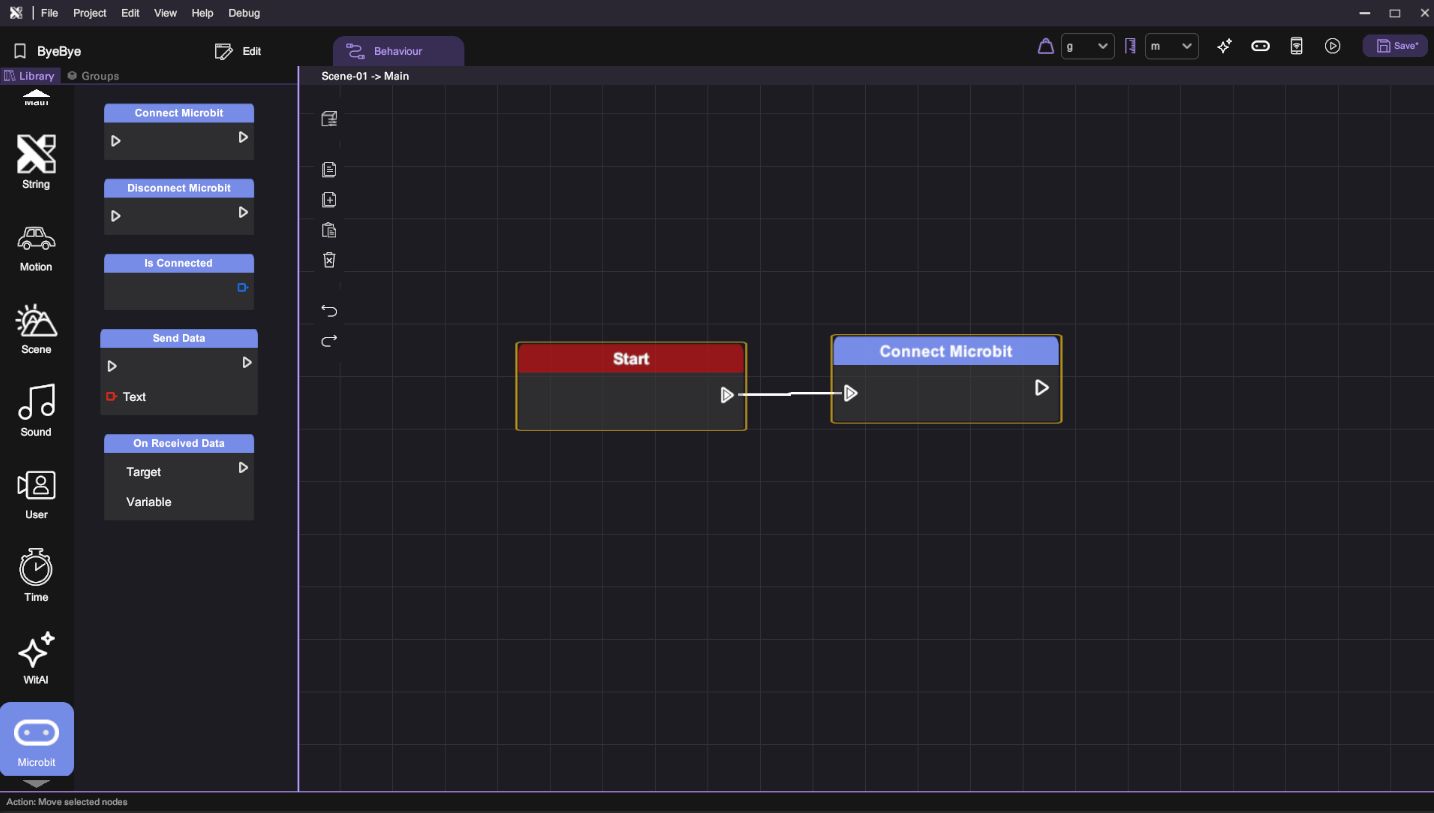 File Project Edit View Help Debug
ByeBye Edit Behaviour g m Save*
Library Groups Scene-01 -> Main
Math
String
Motion
Scene
Sound
User
Time
WitAI
Microbit
Connect Microbit
Disconnect Microbit
Is Connected
Send Data
Text
On Received Data
Target
Variable
Start
Connect Microbit
Action: Move selected nodes